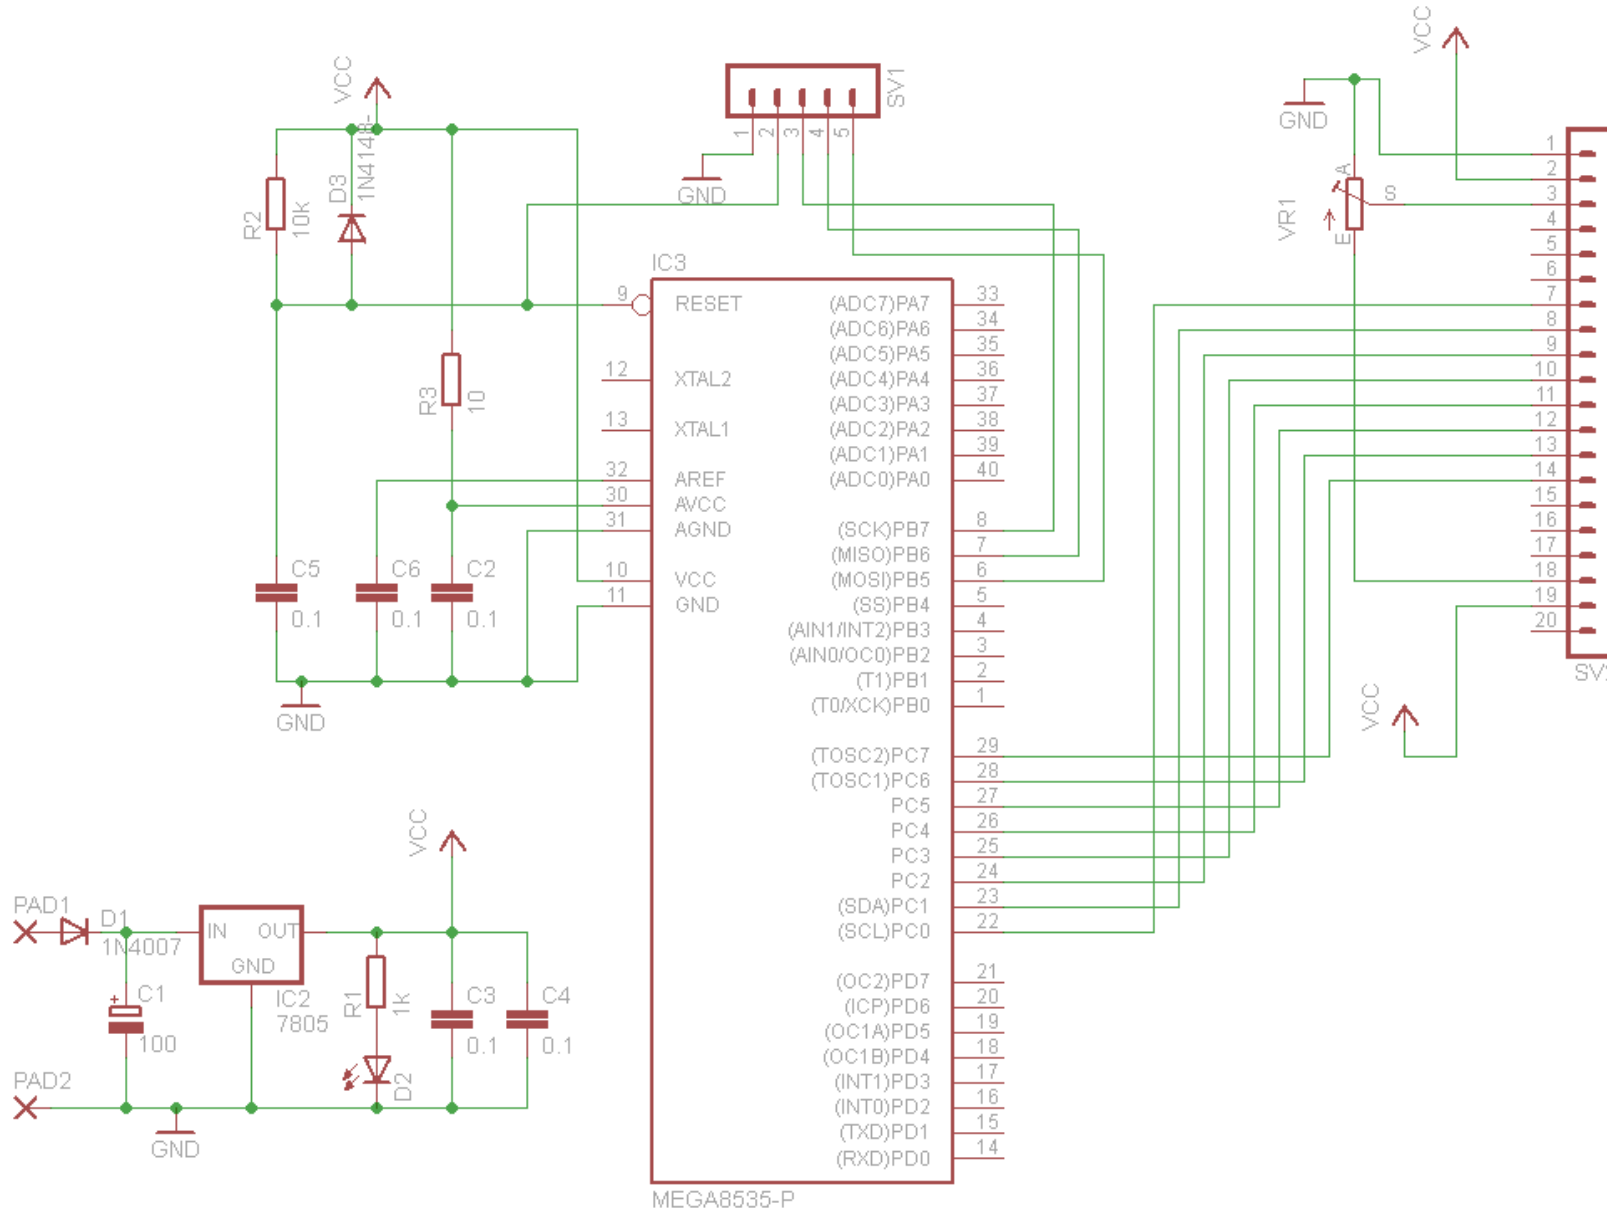 VCC
R2
10k
D3
1N4148-
R3
10
C5
0.1
C6
0.1
C2
0.1
GND
SV1
1
2
3
4
5
GND
IC3
9
RESET
12
XTAL2
13
XTAL1
32
AREF
30
AVCC
31
AGND
10
VCC
11
GND
(ADC7)PA7 33
(ADC6)PA6 34
(ADC5)PA5 35
(ADC4)PA4 36
(ADC3)PA3 37
(ADC2)PA2 38
(ADC1)PA1 39
(ADC0)PA0 40
(SCK)PB7 8
(MISO)PB6 7
(MOSI)PB5 6
(SS)PB4 5
(AIN1/INT2)PB3 4
(AIN0/OC0)PB2 3
(T1)PB1 2
(T0/XCK)PB0 1
(TOSC2)PC7 29
(TOSC1)PC6 28
PC5 27
PC4 26
PC3 25
PC2 24
(SDA)PC1 23
(SCL)PC0 22
(OC2)PD7 21
(ICP)PD6 20
(OC1A)PD5 19
(OC1B)PD4 18
(INT1)PD3 17
(INT0)PD2 16
(TXD)PD1 15
(RXD)PD0 14
MEGA8535-P
VCC
GND
VR1
A
S
E
1
2
3
4
5
6
7
8
9
10
11
12
13
14
15
16
17
18
19
20
VCC
PAD1
D1
1N4007
C1
+
100
PAD2
GND
IN
OUT
GND
IC2
7805
VCC
R1
1k
D2
C3
0.1
C4
0.1